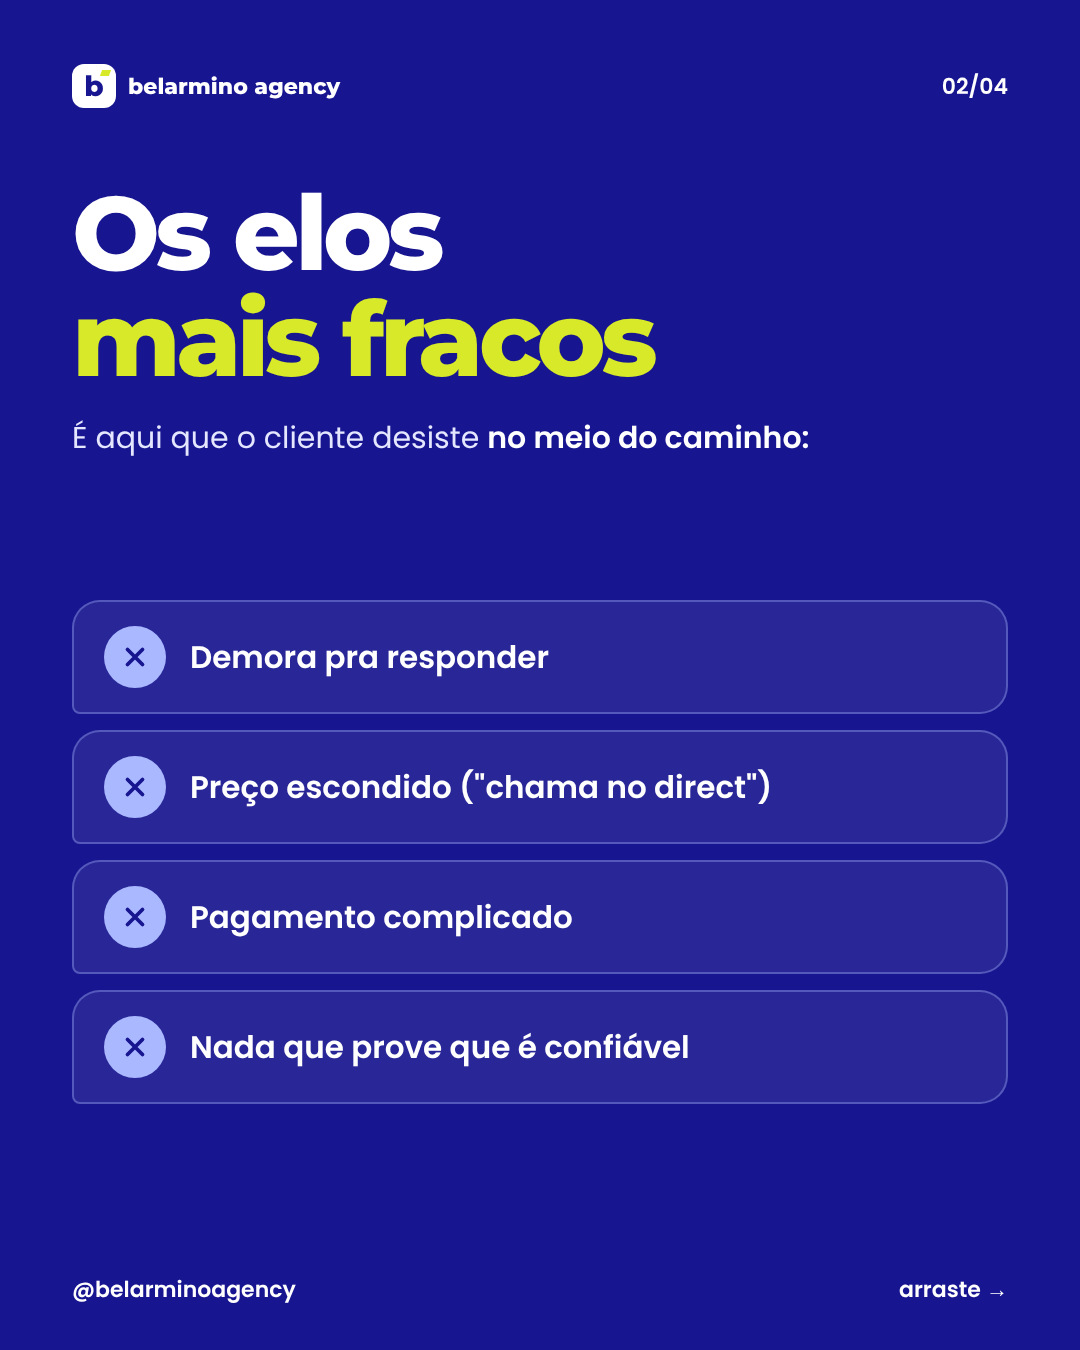 b
belarmino agency
02/04
Os elos
mais fracos
É aqui que o cliente desiste no meio do caminho:
Demora pra responder
Preço escondido ("chama no direct")
Pagamento complicado
Nada que prove que é confiável
@belarminoagency
arraste →